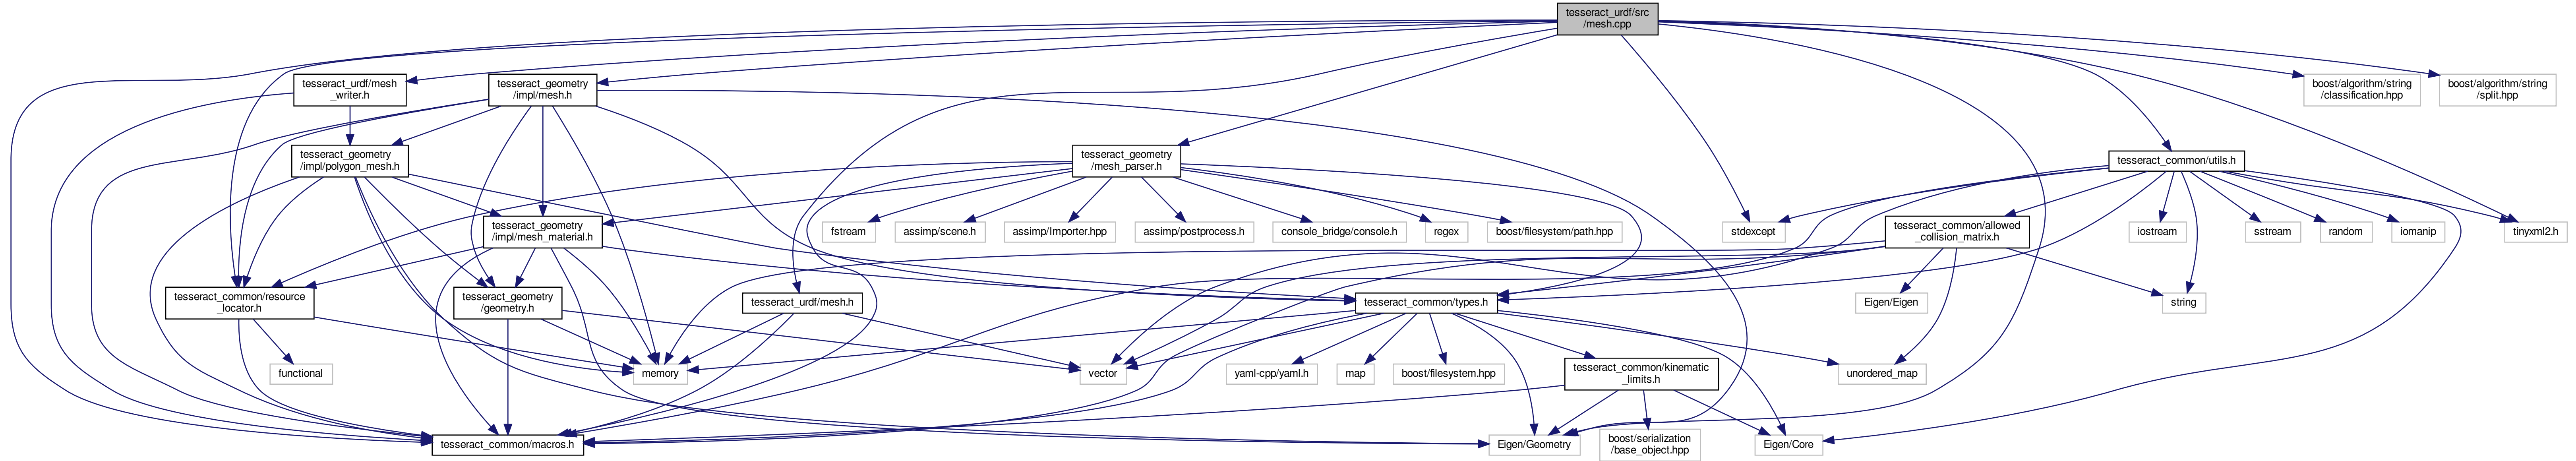 tesseract_urdf/src
/mesh.cpp
tesseract_urdf/mesh
_writer.h
tesseract_geometry
/impl/mesh.h
boost/algorithm/string
/classification.hpp
boost/algorithm/string
/split.hpp
tesseract_geometry
/impl/polygon_mesh.h
tesseract_geometry
/mesh_parser.h
tesseract_common/utils.h
tesseract_geometry
/impl/mesh_material.h
fstream
assimp/scene.h
assimp/Importer.hpp
assimp/postprocess.h
console_bridge/console.h
regex
boost/filesystem/path.hpp
stdexcept
tesseract_common/allowed
_collision_matrix.h
iostream
sstream
random
iomanip
tinyxml2.h
tesseract_common/resource
_locator.h
tesseract_geometry
/geometry.h
tesseract_urdf/mesh.h
tesseract_common/types.h
Eigen/Eigen
string
functional
memory
vector
yaml-cpp/yaml.h
map
boost/filesystem.hpp
tesseract_common/kinematic
_limits.h
unordered_map
tesseract_common/macros.h
Eigen/Geometry
boost/serialization
/base_object.hpp
Eigen/Core